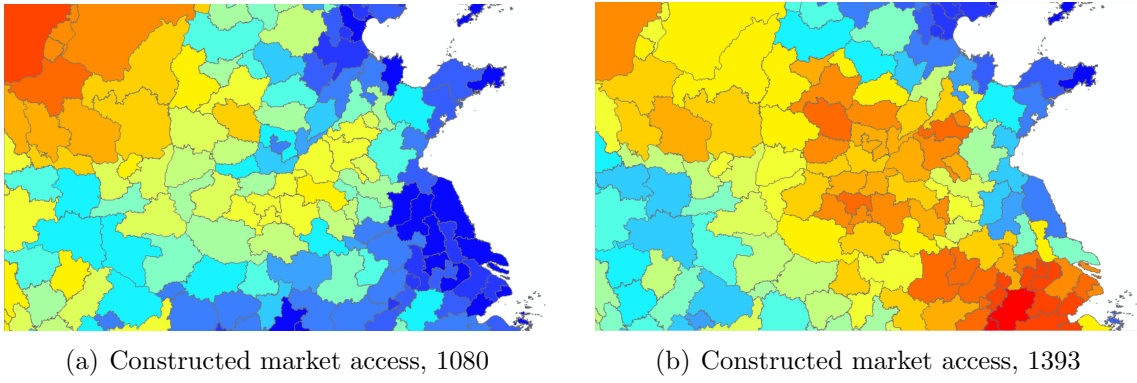 (a) Constructed market access, 1080
(b) Constructed market access, 1393